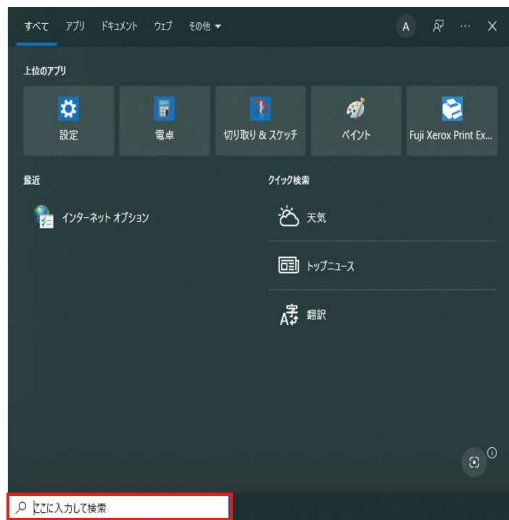 すべて アプリ ドキュメント ウェブ その他 A
上位のアプリ
設定 電卓 切り取り & スケッチ ペイント Fuji Xerox Print Ex...
最近 クイック検索
インターネット オプション 天気
トップニュース
翻訳
ここに入力して検索